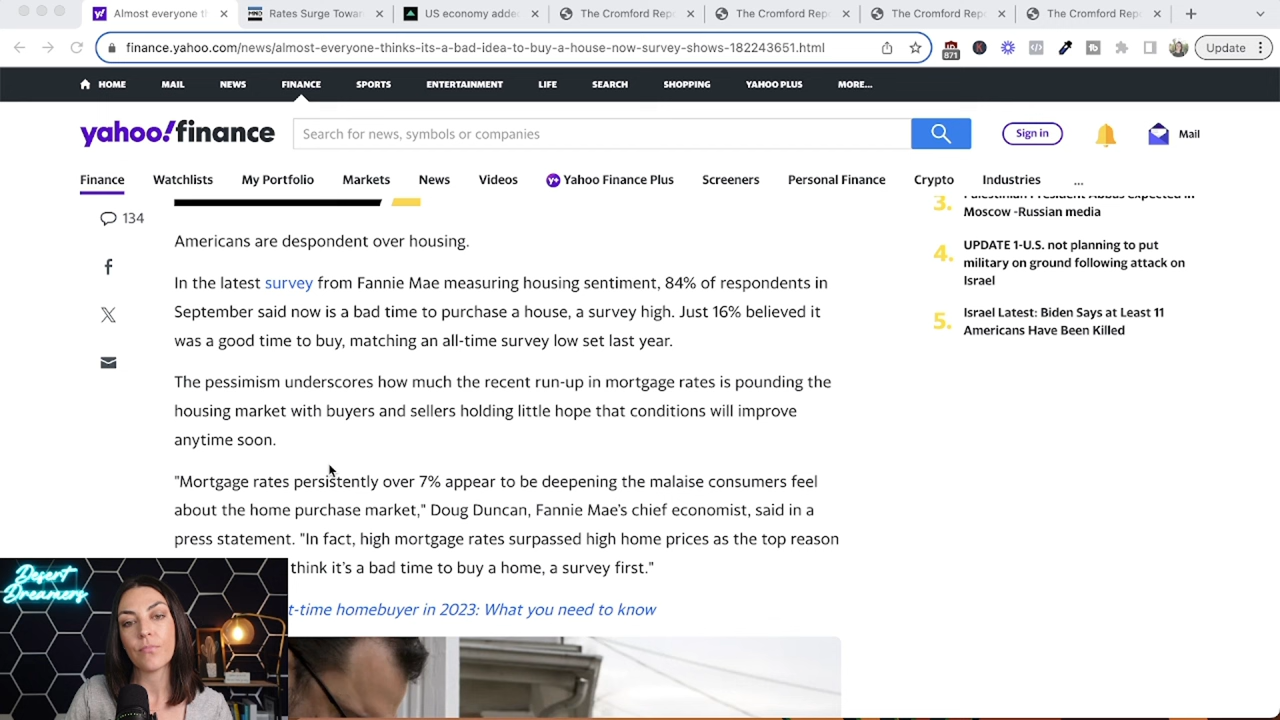 Almost everyone th
Rates Surge Towar
US economy adde
The Cromford Repo
The Cromford Repo
The Cromford Repo
The Cromford Repo
finance.yahoo.com/news/almost-everyone-thinks-its-a-bad-idea-to-buy-a-house-now-survey-shows-182243651.html
871
Update
HOME MAIL NEWS FINANCE SPORTS ENTERTAINMENT LIFE SEARCH SHOPPING YAHOO PLUS MORE...
yahoo!finance
Search for news, symbols or companies
Sign in
Mail
Finance Watchlists My Portfolio Markets News Videos Yahoo Finance Plus Screeners Personal Finance Crypto Industries ...
134
Americans are despondent over housing.
In the latest survey from Fannie Mae measuring housing sentiment, 84% of respondents in
September said now is a bad time to purchase a house, a survey high. Just 16% believed it
was a good time to buy, matching an all-time survey low set last year.
The pessimism underscores how much the recent run-up in mortgage rates is pounding the
housing market with buyers and sellers holding little hope that conditions will improve
anytime soon.
"Mortgage rates persistently over 7% appear to be deepening the malaise consumers feel
about the home purchase market," Doug Duncan, Fannie Mae's chief economist, said in a
press statement. "In fact, high mortgage rates surpassed high home prices as the top reason
think it's a bad time to buy a home, a survey first."
t-time homebuyer in 2023: What you need to know
3. Palestinian President Abbas expected in
Moscow -Russian media
4. UPDATE 1-U.S. not planning to put
military on ground following attack on
Israel
5. Israel Latest: Biden Says at Least 11
Americans Have Been Killed
Desert
Dreamers